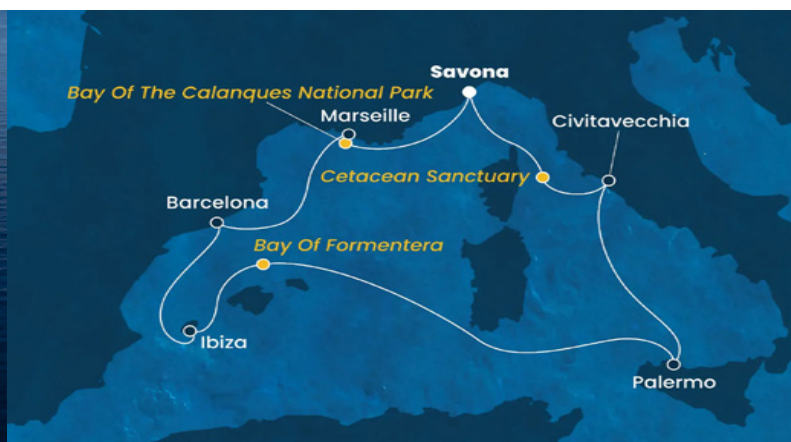 Savona
Bay Of The Calanques National Park
Marseille
Civitavecchia
Cetacean Sanctuary
Barcelona
Bay Of Formentera
Ibiza
Palermo